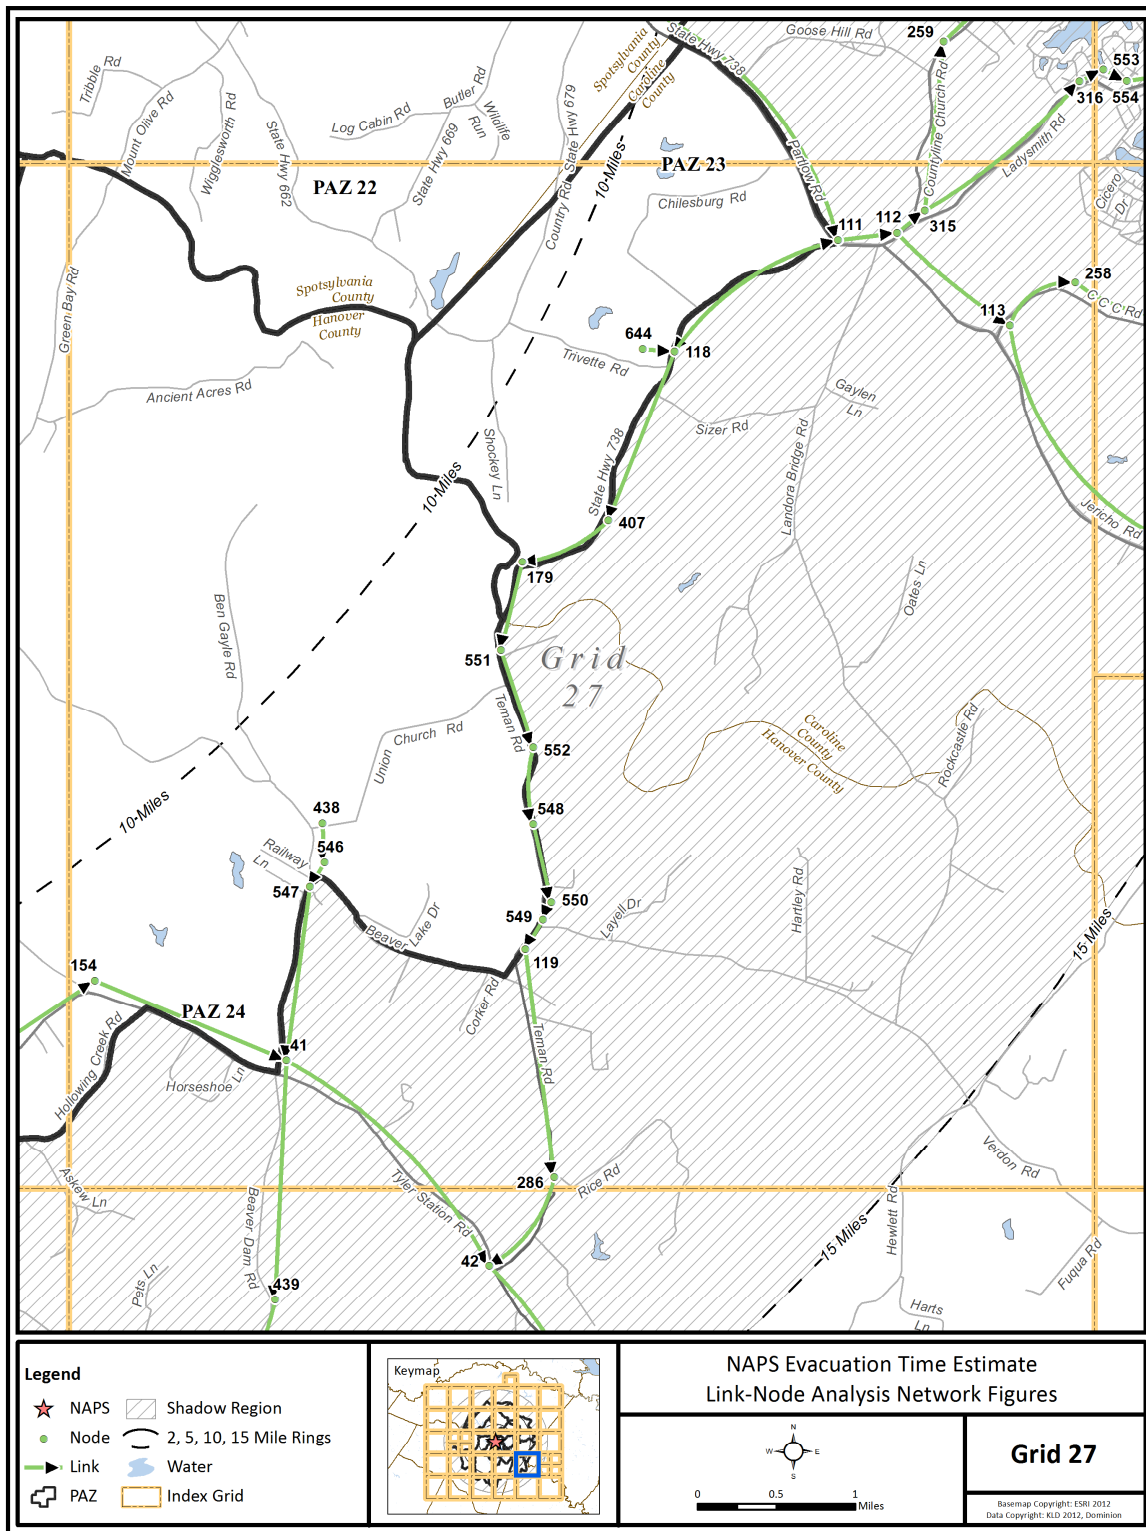 259
Goose Hill Rd
State Hwy 738
Spotsylvania
County
Caroline
County
553
316
554
Tribble Rd
Mount Olive Rd
Wigglesworth Rd
State Hwy 662
Log Cabin Rd
Butler Rd
Wildlife
Run
State Hwy 669
State Hwy 679
Country Rd
10-Miles
PAZ 22
PAZ 23
Partlow Rd
Countyline Church Rd
Ladysmith Rd
Cicero
Dr
Chilesburg Rd
111
112
315
258
C C C Rd
113
Green Bay Rd
Spotsylvania
County
Hanover
County
644
118
Trivette Rd
Ancient Acres Rd
Gaylen
Ln
Sizer Rd
Landora Bridge Rd
Shockey Ln
State Hwy 738
10-Miles
407
Jericho Rd
179
Oates Ln
Ben Gayle Rd
551
Grid
27
Teman Rd
Union Church Rd
552
Caroline
County
Hanover County
Rockcastle Rd
10-Miles
438
548
546
Railway
Ln
547
Hartley Rd
550
549
Layell Dr
Beaver
Lake Dr
119
15 Miles
154
PAZ 24
Corker Rd
Hollowing Creek Rd
41
Teman Rd
Horseshoe
Ln
Verdon Rd
Askew Ln
Beaver Dam Rd
Tyler Station Rd
286
Rice Rd
Hewlett Rd
15 Miles
Fuqua Rd
42
Pets Ln
439
Harts
Ln
Legend
NAPS
Node
Link
PAZ
Shadow Region
2, 5, 10, 15 Mile Rings
Water
Index Grid
Keymap
NAPS Evacuation Time Estimate
Link-Node Analysis Network Figures
N
W
E
S
0
0.5
1
Miles
Grid 27
Basemap Copyright: ESRI 2012
Data Copyright: KLD 2012, Dominion